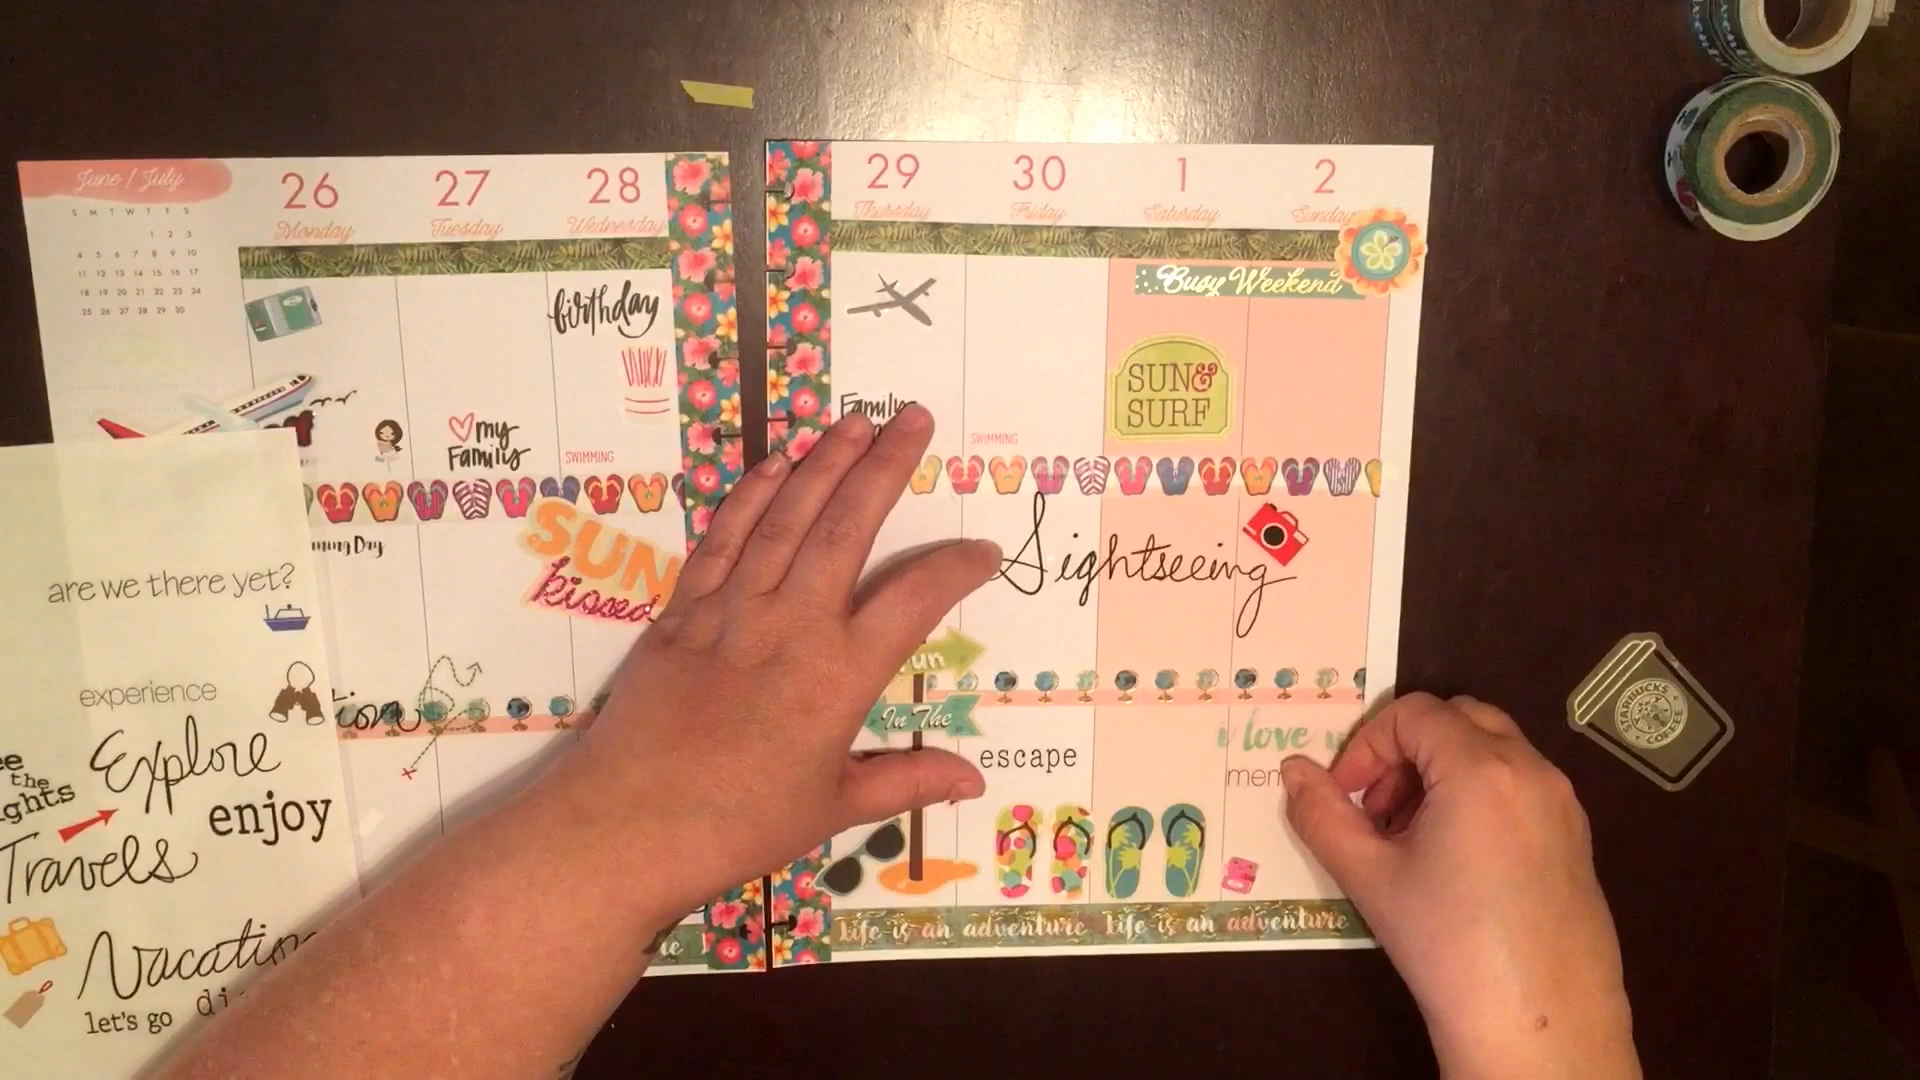 June / July
S M T W T F S
1 2 3
4 5 6 7 8 9 10
11 12 13 14 15 16 17
18 19 20 21 22 23 24
25 26 27 28 29 30
26
Monday
27
Tuesday
28
Wednesday
birthday
my
Family
SWIMMING
SUN
kissed
29
Thursday
30
Friday
1
Saturday
2
Sunday
Busy Weekend
SUN &
SURF
Family
SWIMMING
Sightseeing
In The
escape
i love
Life is an adventure Life is an adventure
are we there yet?
experience
Explore
the
enjoy
Travels
let's go
STARBUCKS
COFFEE